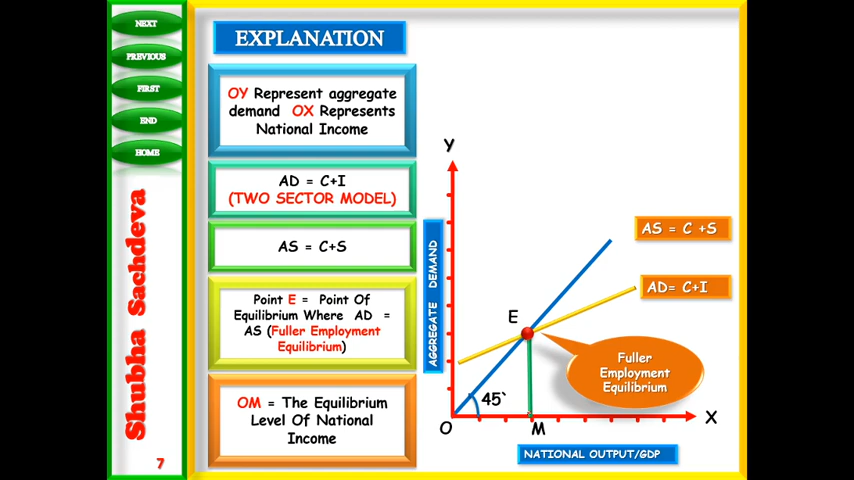 NEXT
PREVIOUS
FIRST
END
HOME
Shubha Sachdeva
7
EXPLANATION
OY Represent aggregate
demand OX Represents
National Income
AD = C+I
(TWO SECTOR MODEL)
AS = C+S
Point E = Point Of
Equilibrium Where AD =
AS (Fuller Employment
Equilibrium)
OM = The Equilibrium
Level Of National
Income
Y
AGGREGATE DEMAND
AS = C +S
AD= C+I
E
Fuller
Employment
Equilibrium
45`
O
M
X
NATIONAL OUTPUT/GDP